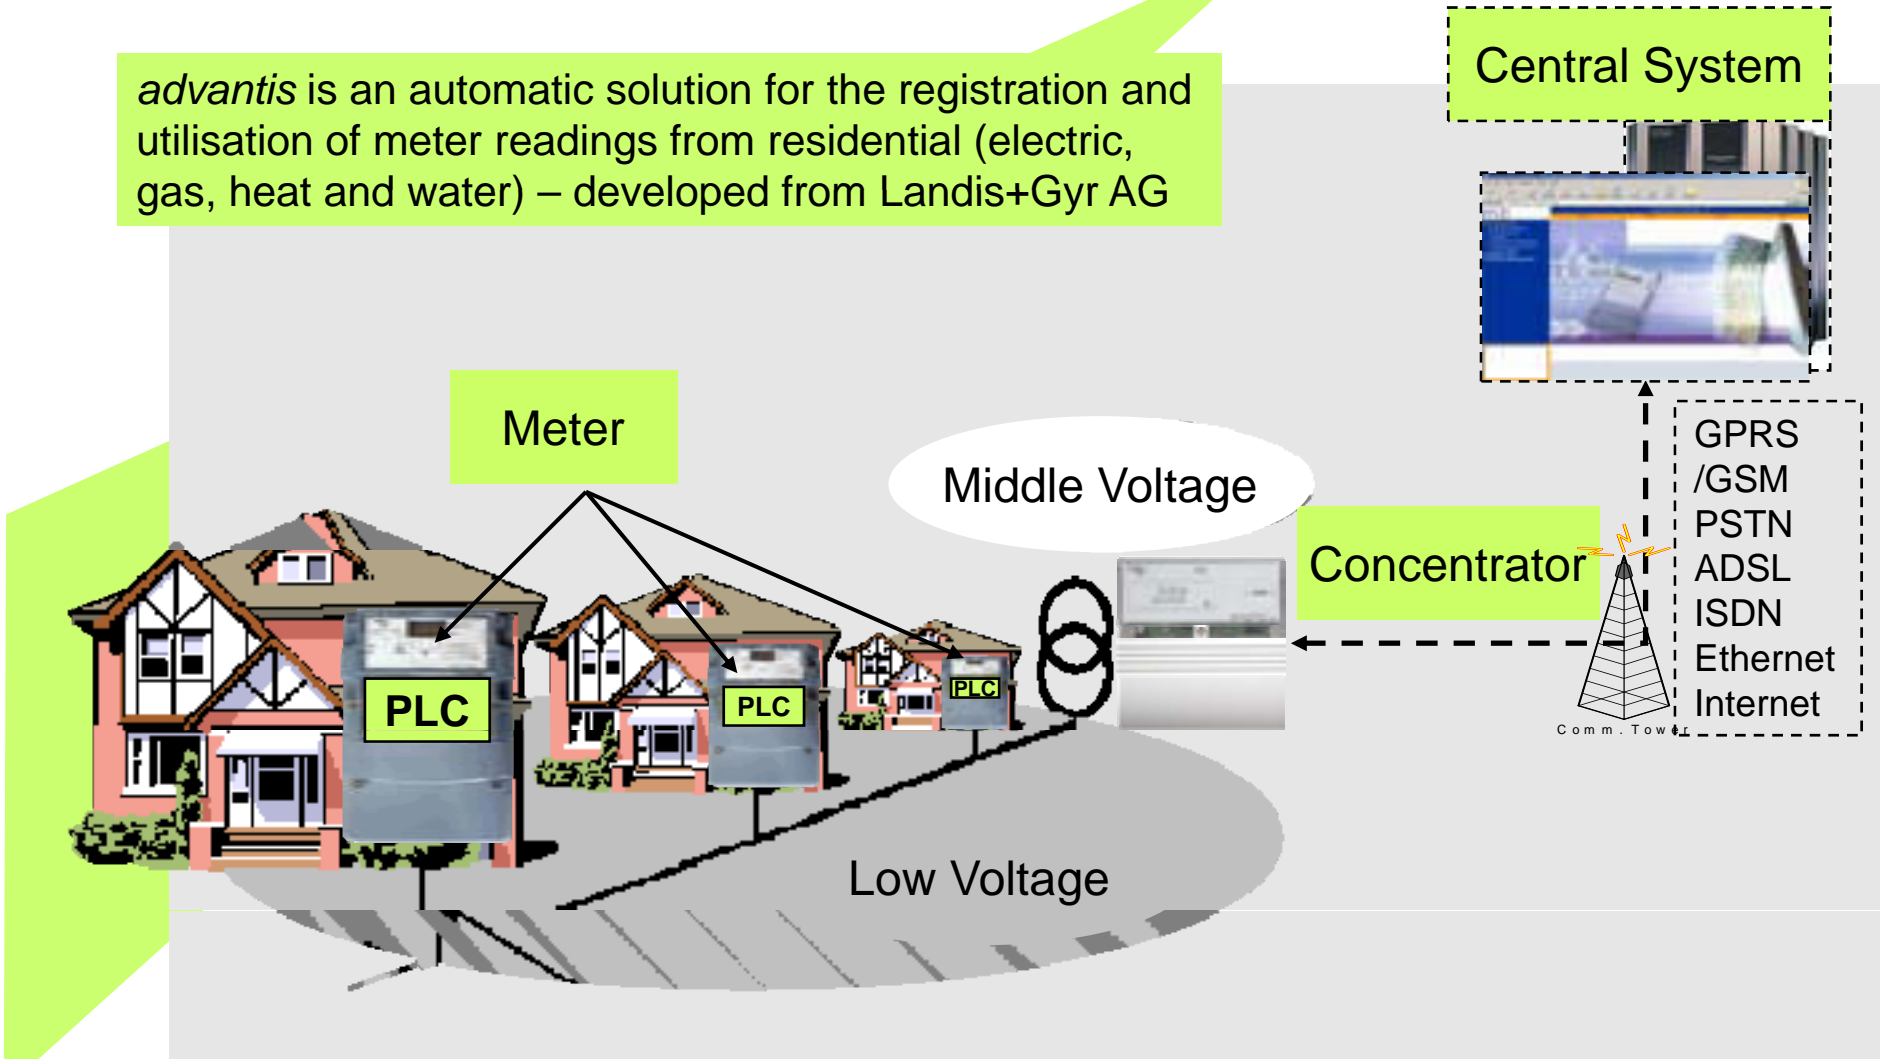 advantis is an automatic solution for the registration and
utilisation of meter readings from residential (electric,
gas, heat and water) – developed from Landis+Gyr AG
Central System
Meter
Middle Voltage
Concentrator
GPRS
/GSM
PSTN
ADSL
ISDN
Ethernet
Internet
Comm. Tower
PLC
PLC
PLC
Low Voltage